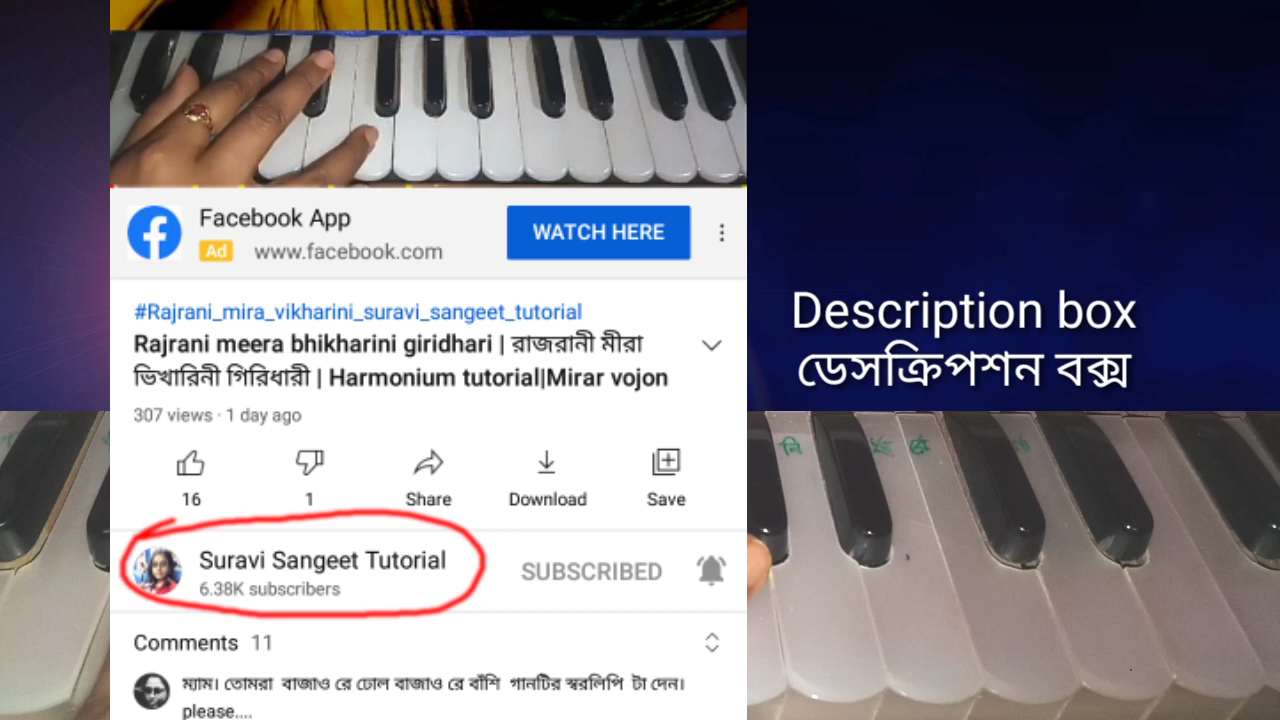 Facebook App
Ad www.facebook.com
WATCH HERE
#Rajrani_mira_vikharini_suravi_sangeet_tutorial
Rajrani meera bhikharini giridhari | রাজরানী মীরা
ভিখারিনী গিরিধারী | Harmonium tutorial|Mirar vojon
307 views · 1 day ago
16
1
Share
Download
Save
Suravi Sangeet Tutorial
6.38K subscribers
SUBSCRIBED
Comments 11
ম্যাম। তোমরা বাজাও রে ঢোল বাজাও রে বাঁশি গানটির স্বরলিপি টা দেন।
please....
Description box
ডেসক্রিপশন বক্স
নি
রে